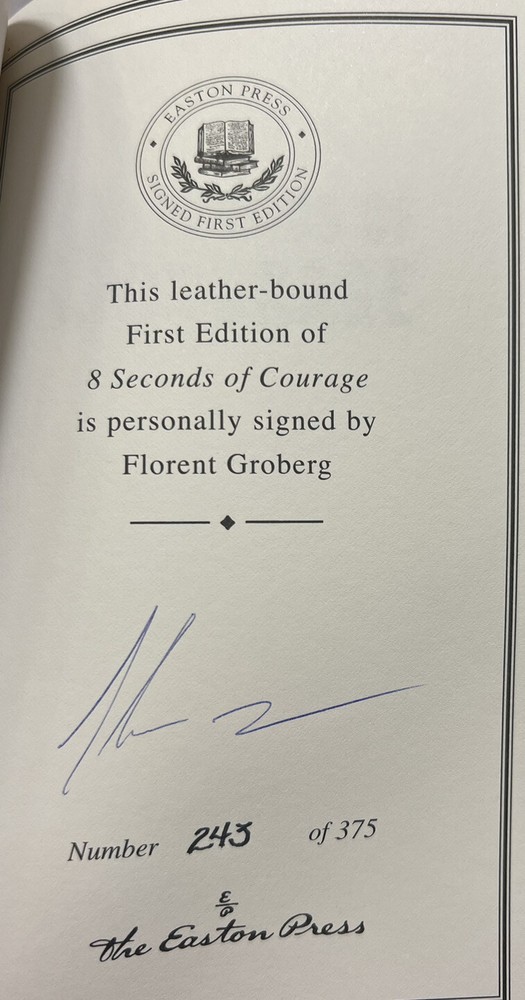 EASTON PRESS
SIGNED FIRST EDITION
This leather-bound
First Edition of
8 Seconds of Courage
is personally signed by
Florent Groberg
Number 243 of 375
E
P
The Easton Press